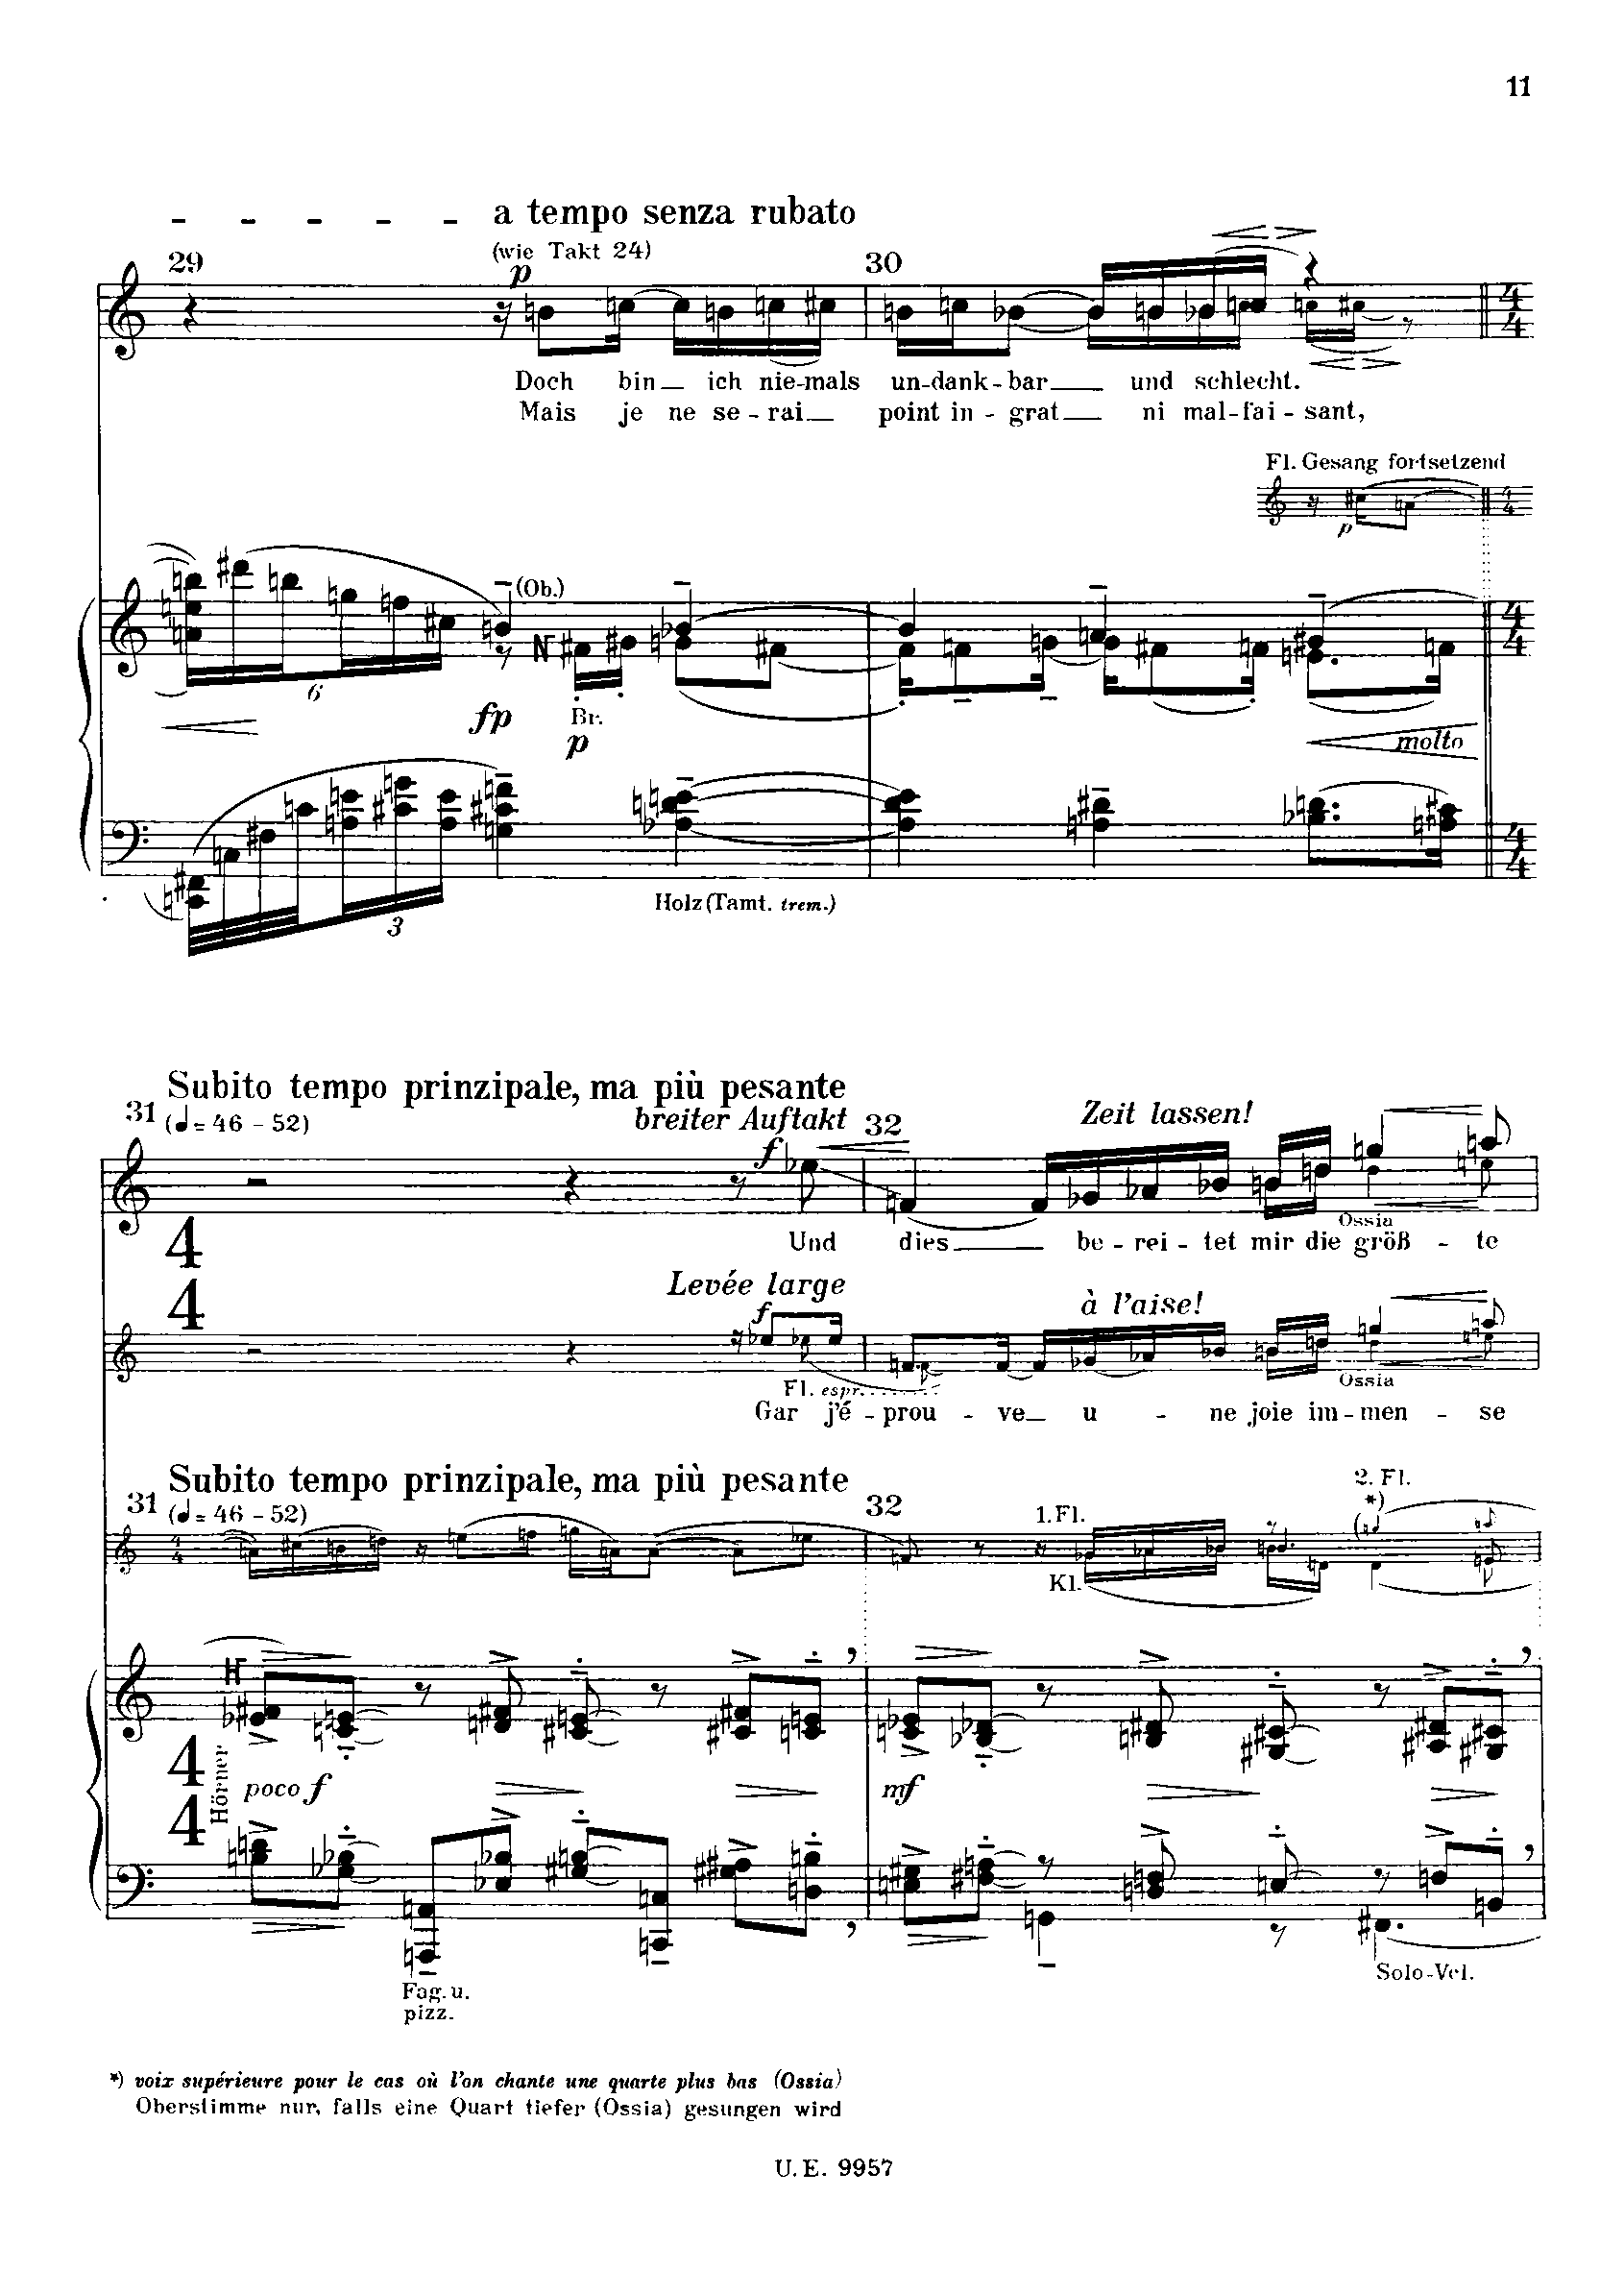 11
a tempo senza rubato
(wie Takt 24)
29
p
30
Doch bin ich nie-mals un-dank-bar und schlecht.
Mais je ne se-rai point in-grat ni mal-fai-sant,
Fl. Gesang fortsetzend
p
(Ob.)
6
fp
Br.
p
molto
3
Holz (Tamt. trem.)
4 4
Subito tempo prinzipale, ma più pesante
31 (♩= 46 - 52)
breiter Auftakt
32
Zeit lassen!
f
Ossia
Und dies be-rei-tet mir die größ-te
4 4
Levée large
à l'aise!
f
Fl. espr.
Ossia
Gar j'é-prou-ve u-ne joie im-men-se
Subito tempo prinzipale, ma più pesante
31 (♩= 46 - 52)
32
1. Fl.
2. Fl.
*)
Kl.
4 4
Hörner
poco f
mf
Fag. u.
pizz.
Solo-Vcl.
*) voix supérieure pour le cas où l'on chante une quarte plus bas (Ossia)
Oberstimme nur, falls eine Quart tiefer (Ossia) gesungen wird
U. E. 9957